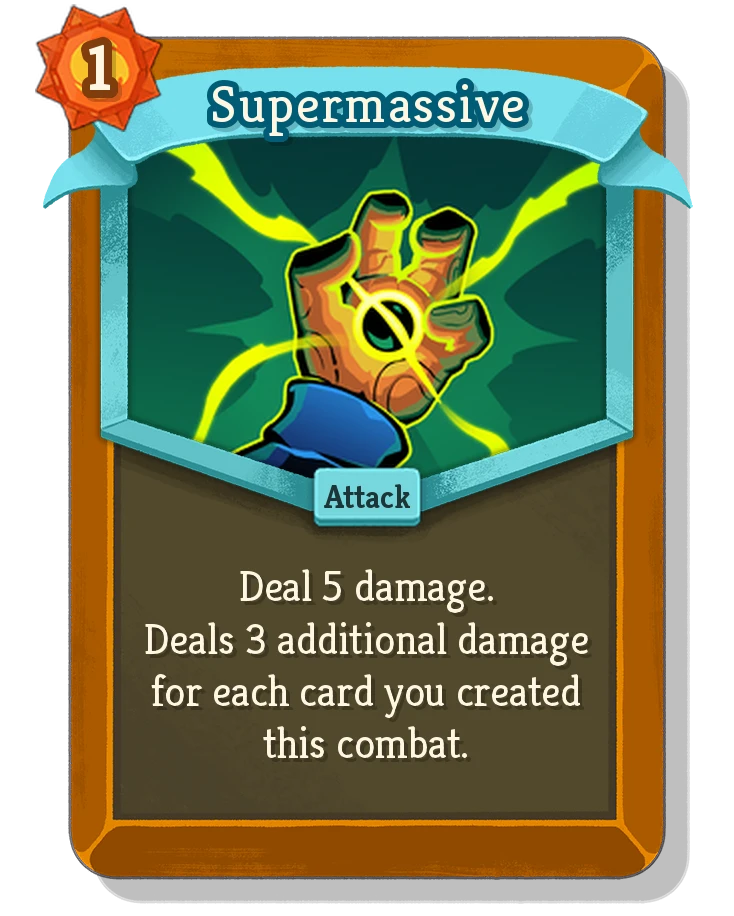 1
Supermassive
Attack
Deal 5 damage.
Deals 3 additional damage
for each card you created
this combat.